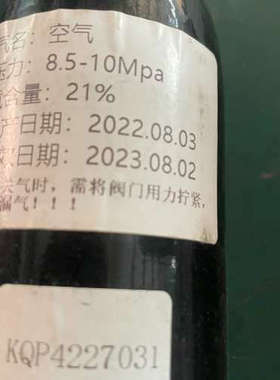 名：空气
力：8.5-10Mpa
含量：21%
产日期：2022.08.03
日期：2023.08.02
气时，需将阀门用力拧紧，
漏气！！！
KQP4227031